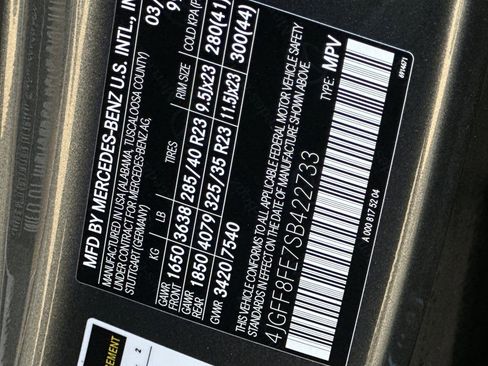 MFD BY MERCEDES-BENZ U.S. INTL., IN
03/
MANUFACTURED IN USA (ALABAMA, TUSCALOOSA COUNTY)
UNDER CONTRACT FOR MERCEDES-BENZ AG,
STUTTGART (GERMANY)
KG LB TIRES RIM SIZE COLD KPA
GAWR FRONT 1650 3638 285/40 R23 9.5Jx23 280(41)
GAWR REAR 1850 4079 325/35 R23 11.5Jx23 300(44)
GVWR 3420 7540
THIS VEHICLE CONFORMS TO ALL APPLICABLE FEDERAL MOTOR VEHICLE SAFETY
STANDARDS IN EFFECT ON THE DATE OF MANUFACTURE SHOWN ABOVE.
4JGFF8FE7SB422733 TYPE: MPV
A 000 817 52 04
EMENT
2